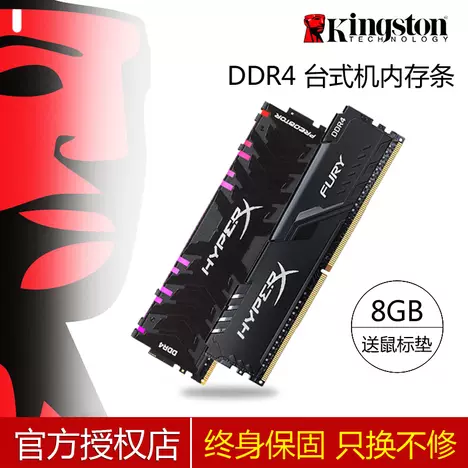 Kingston
TECHNOLOGY
DDR4 台式机内存条
PREDATOR
DDR4
FURY
HYPERX
HYPERX
DDR4
8GB
送鼠标垫
官方授权店
终身保固 只换不修